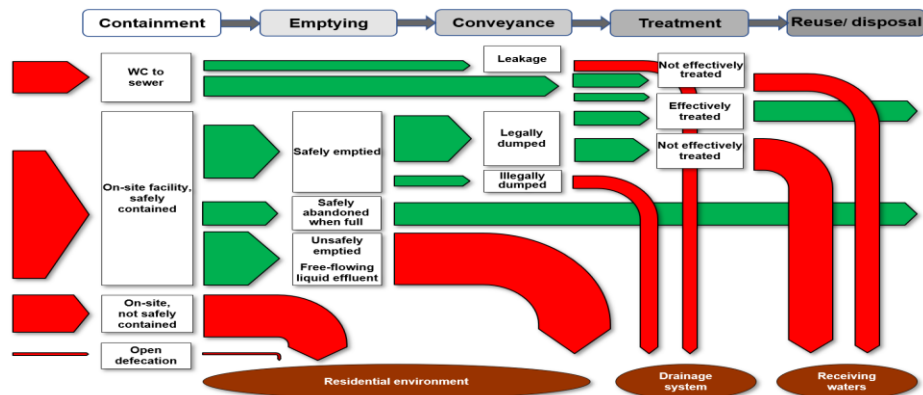 Containment
Emptying
Conveyance
Treatment
Reuse/ disposal
WC to
sewer
Leakage
Not effectively
treated
Effectively
treated
On-site facility,
safely
contained
Safely emptied
Legally
dumped
Not effectively
treated
Illegally
dumped
Safely
abandoned
when full
Unsafely
emptied
Free-flowing
liquid effluent
On-site,
not safely
contained
Open
defecation
Residential environment
Drainage
system
Receiving
waters